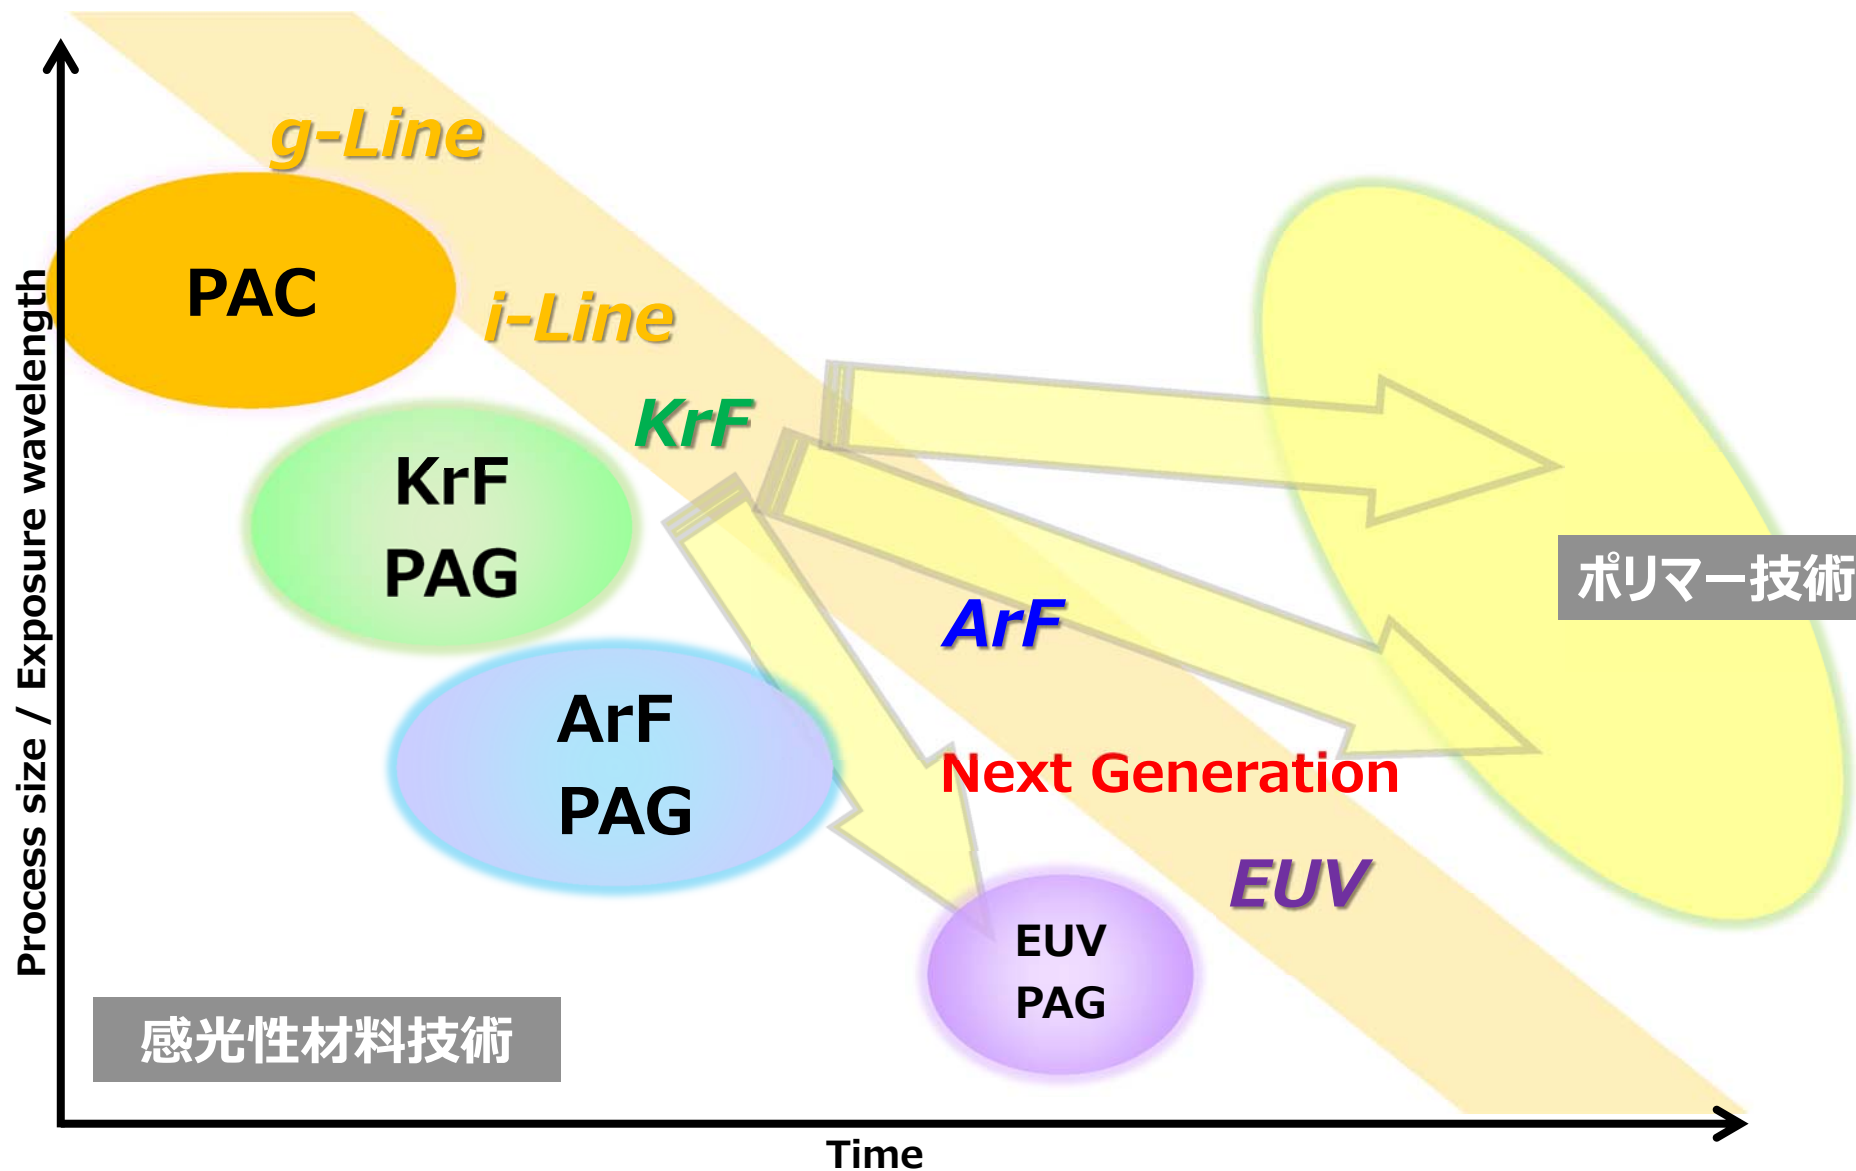 g-Line
PAC
i-Line
KrF
KrF
PAG
ポリマー技術
ArF
ArF
PAG
Next Generation
EUV
EUV
PAG
感光性材料技術
Process size / Exposure wavelength
Time